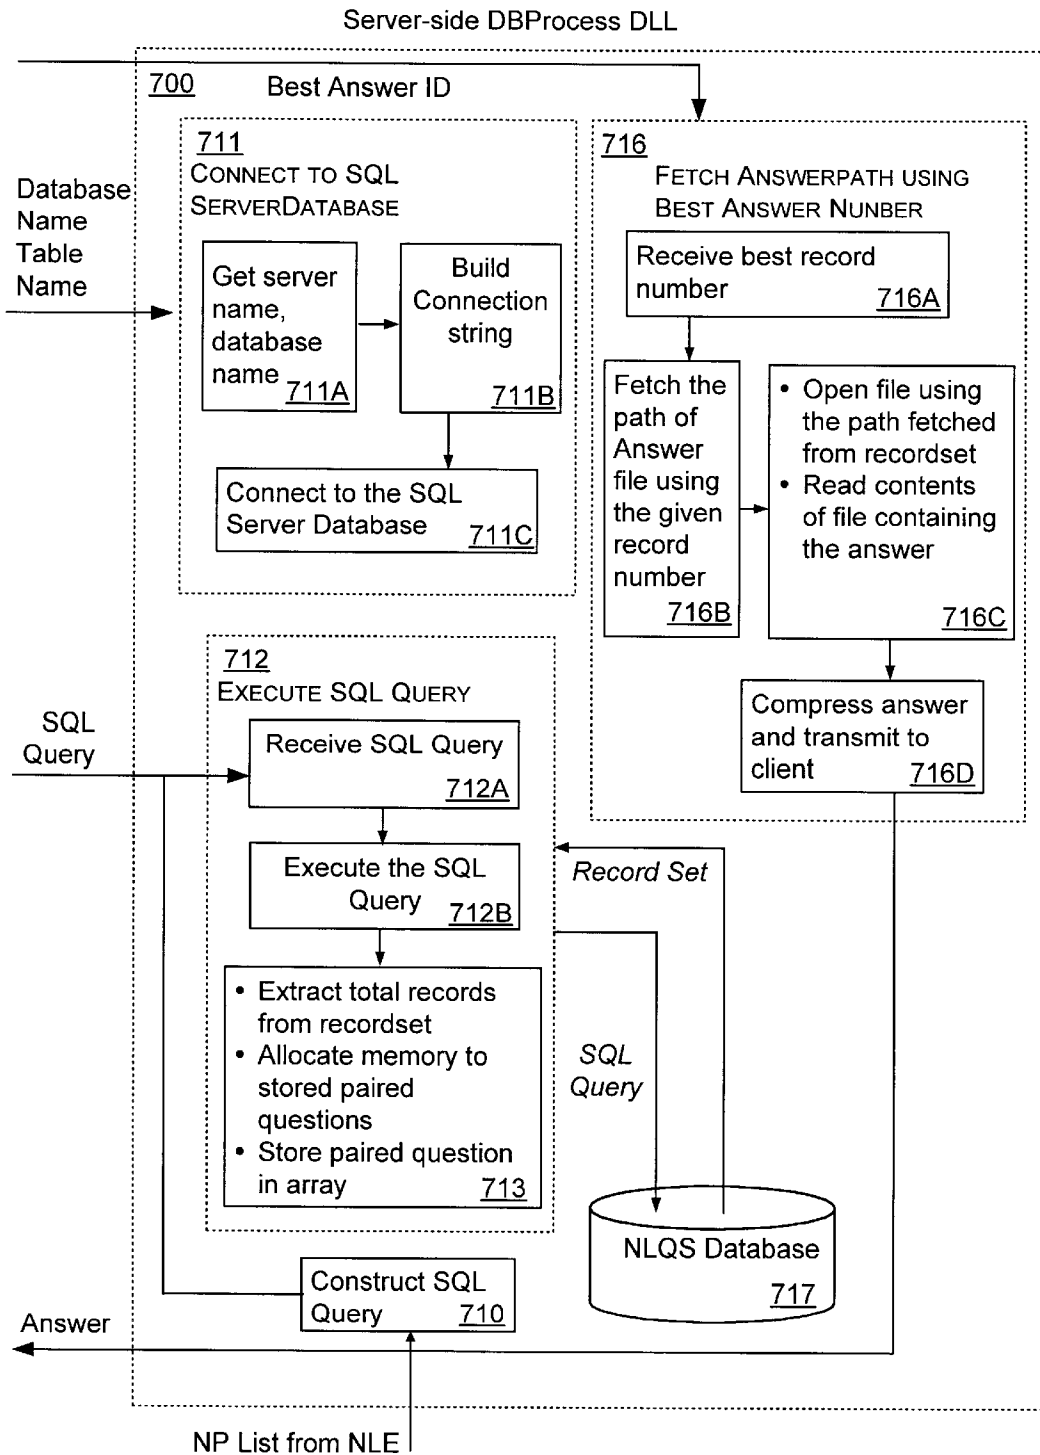 Server-side DBProcess DLL
700
Best Answer ID
711
CONNECT TO SQL
SERVERDATABASE
Database
Name
Table
Name
Get server
name,
database
name
711A
Build
Connection
string
711B
Connect to the SQL
Server Database
711C
716
FETCH ANSWERPATH USING
BEST ANSWER NUNBER
Receive best record
number
716A
Fetch the
path of
Answer
file using
the given
record
number
716B
• Open file using
the path fetched
from recordset
• Read contents
of file containing
the answer
716C
Compress answer
and transmit to
client
716D
712
EXECUTE SQL QUERY
SQL
Query
Receive SQL Query
712A
Execute the SQL
Query
712B
• Extract total records
from recordset
• Allocate memory to
stored paired
questions
• Store paired question
in array
713
Record Set
SQL
Query
NLQS Database
717
Construct SQL
Query
710
Answer
NP List from NLE